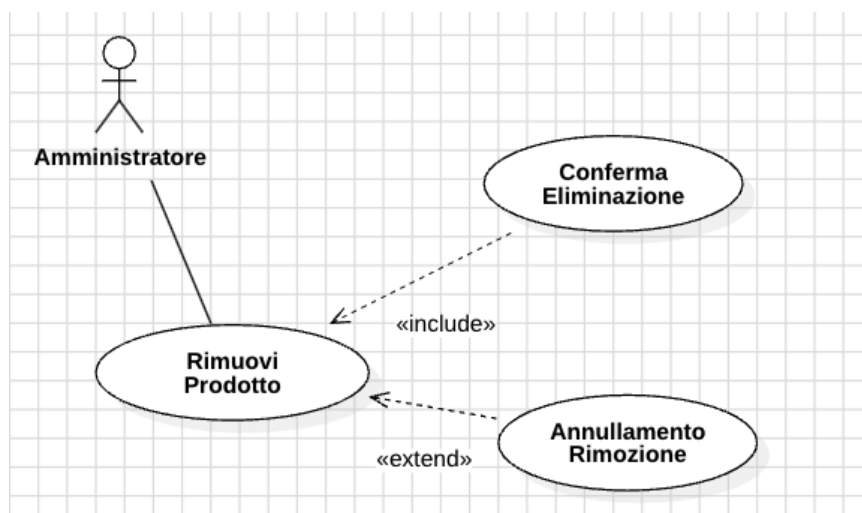 Amministratore
Conferma
Eliminazione
«include»
Rimuovi
Prodotto
«extend»
Annullamento
Rimozione